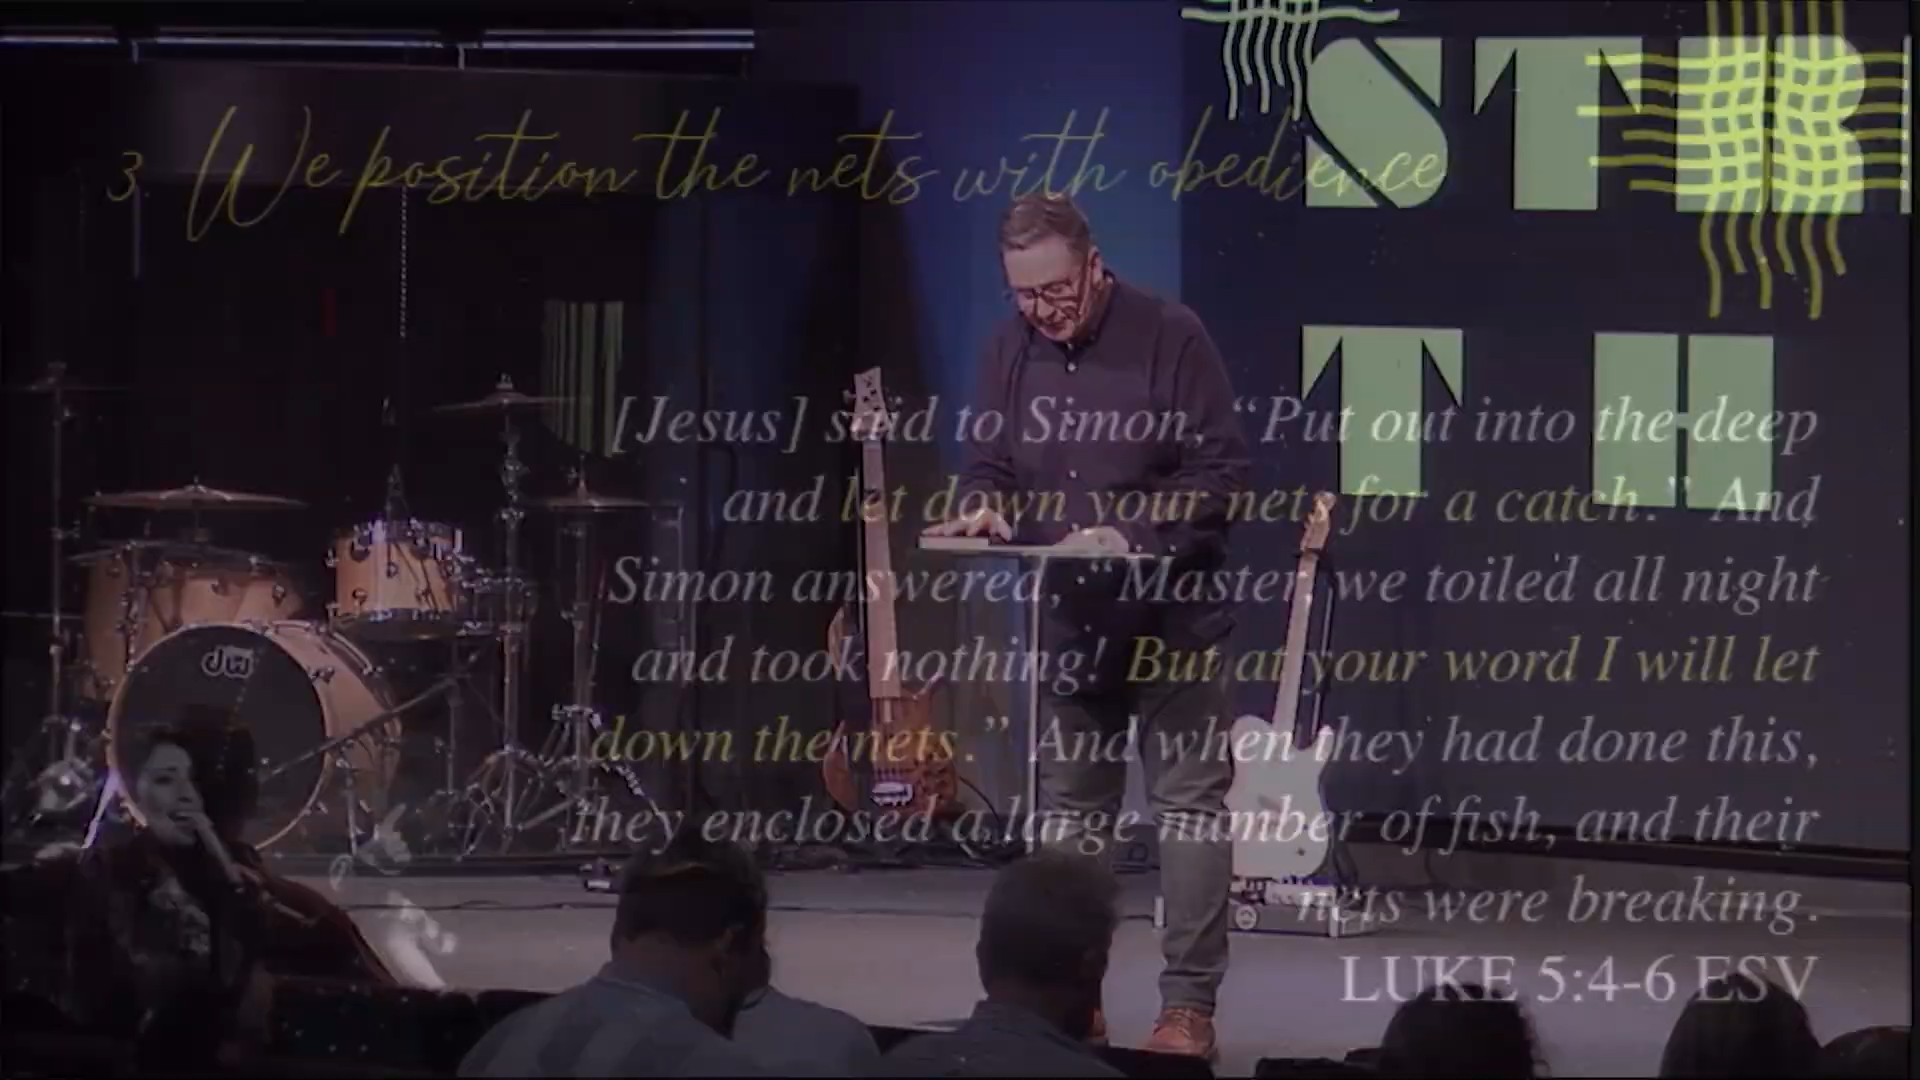 STR
3. We position the nets with obedience
TH
[Jesus] said to Simon, “Put out into the deep
and let down your nets for a catch.” And
Simon answered, “Master, we toiled all night
and took nothing! But at your word I will let
down the nets.” And when they had done this,
they enclosed a large number of fish, and their
nets were breaking.
LUKE 5:4-6 ESV
dw